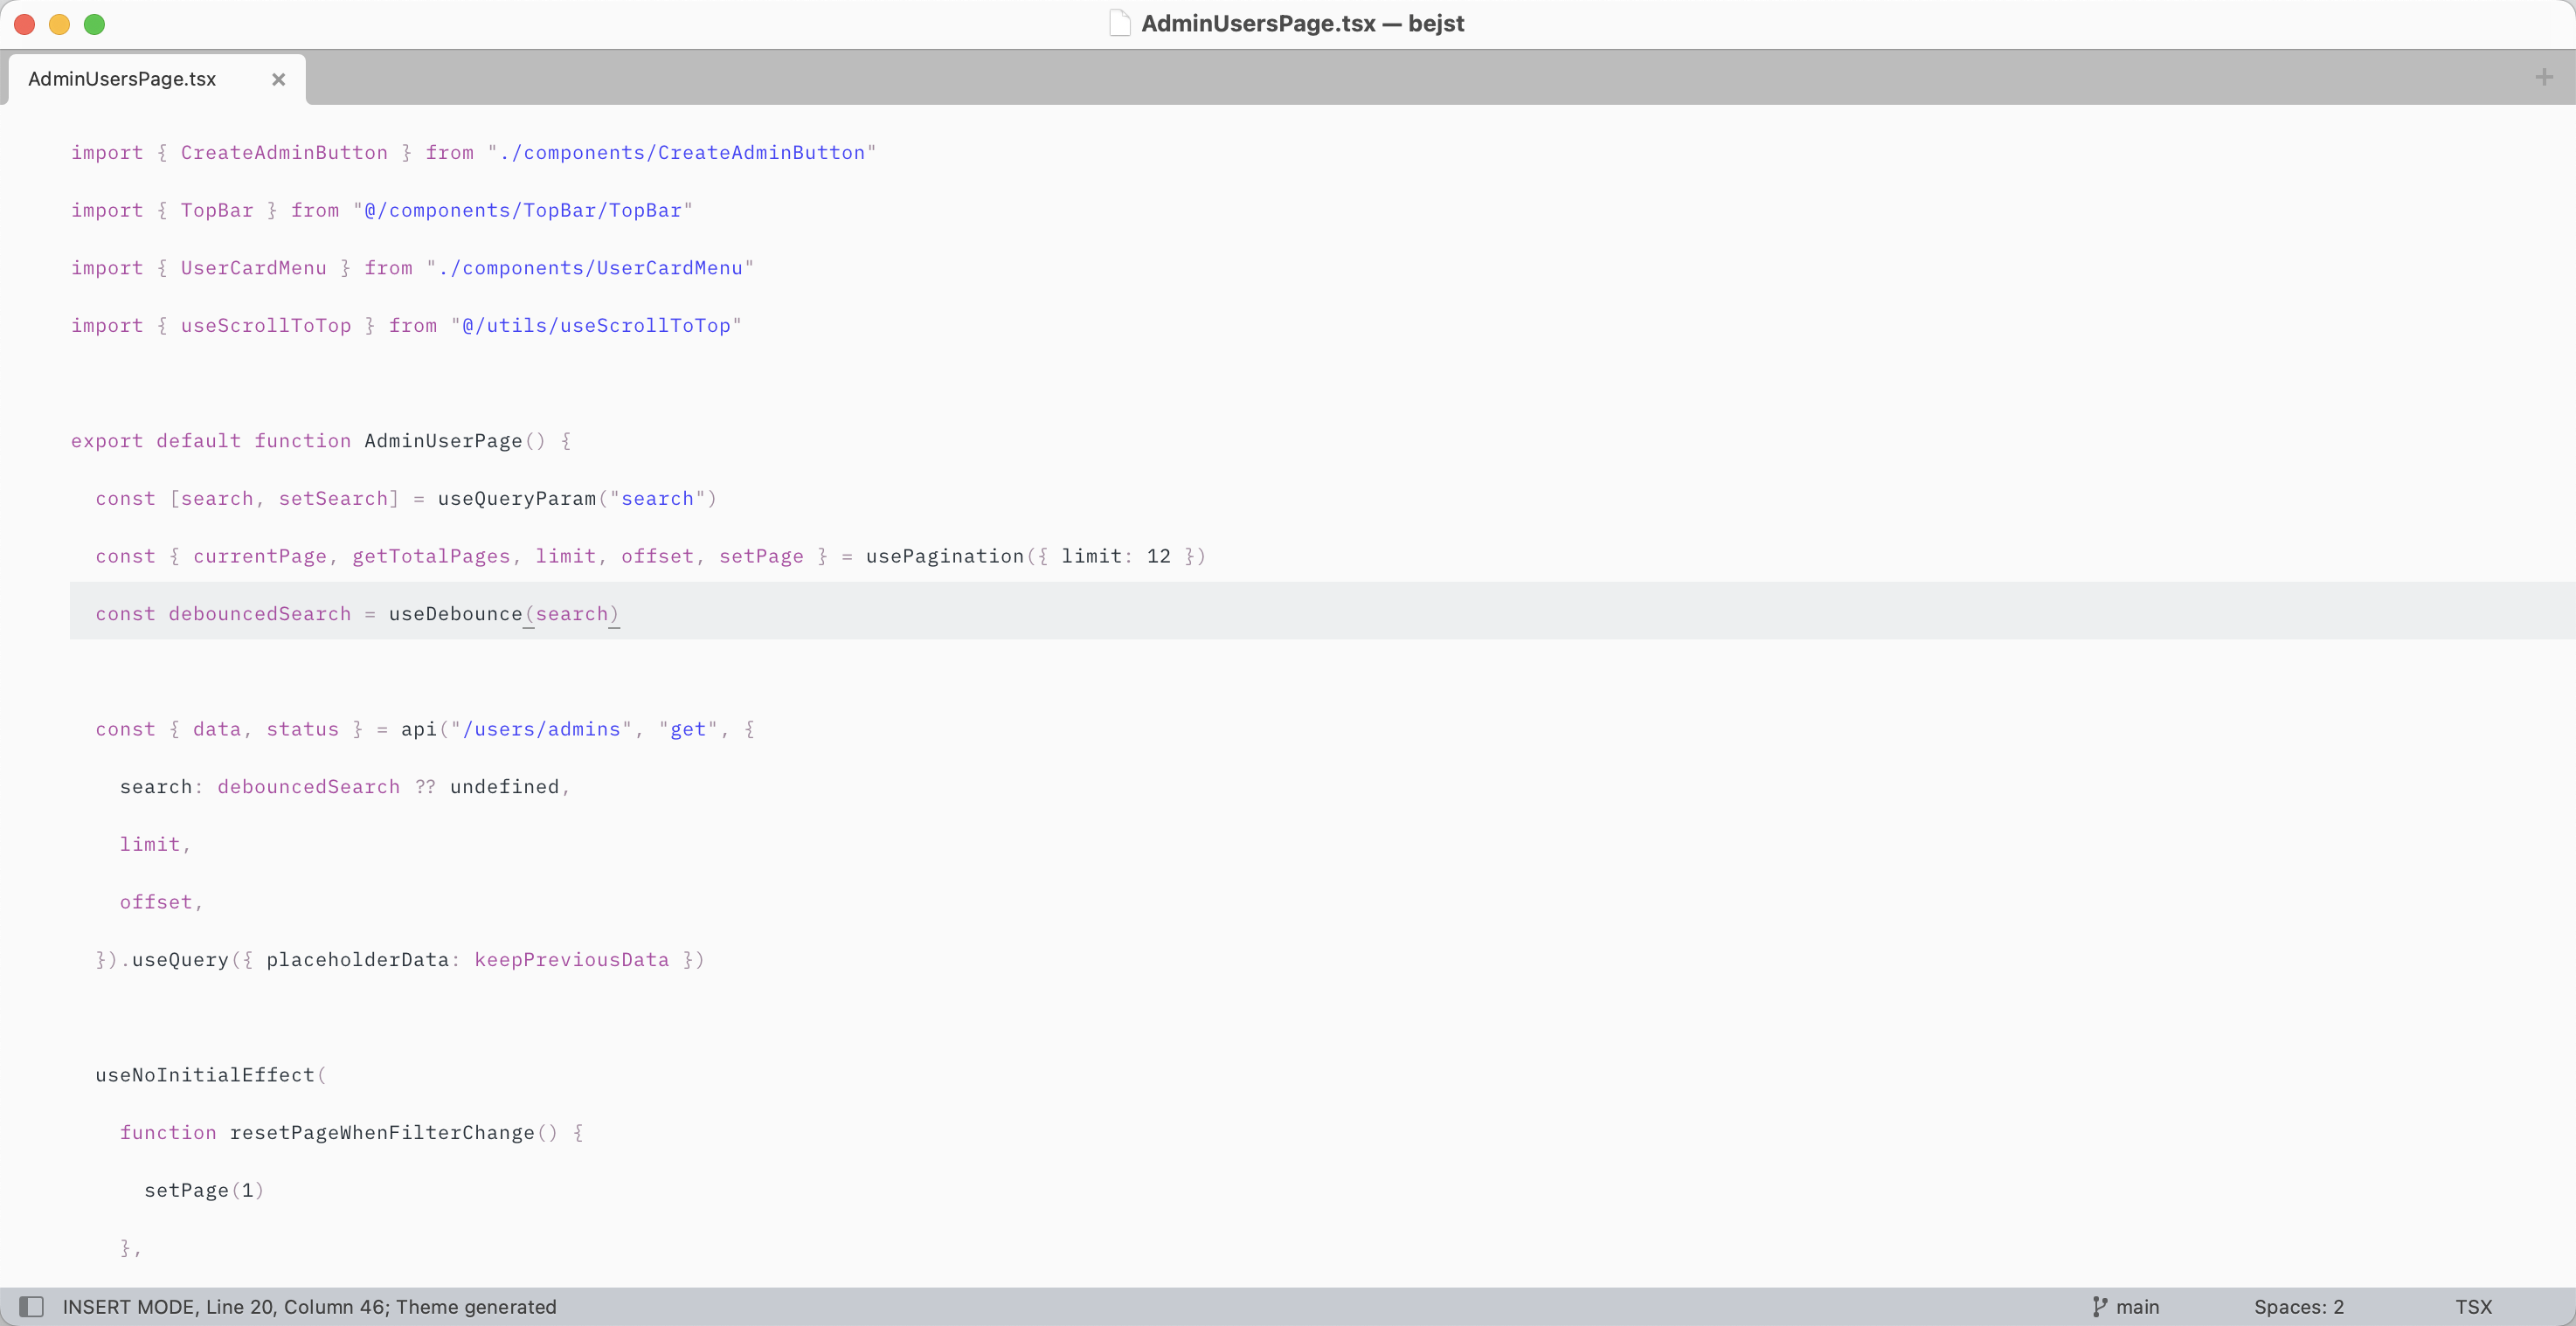 AdminUsersPage.tsx — bejst
AdminUsersPage.tsx
import { CreateAdminButton } from "./components/CreateAdminButton"
import { TopBar } from "@/components/TopBar/TopBar"
import { UserCardMenu } from "./components/UserCardMenu"
import { useScrollToTop } from "@/utils/useScrollToTop"
export default function AdminUserPage() {
  const [search, setSearch] = useQueryParam("search")
  const { currentPage, getTotalPages, limit, offset, setPage } = usePagination({ limit: 12 })
  const debouncedSearch = useDebounce(search)
  const { data, status } = api("/users/admins", "get", {
    search: debouncedSearch ?? undefined,
    limit,
    offset,
  }).useQuery({ placeholderData: keepPreviousData })
  useNoInitialEffect(
    function resetPageWhenFilterChange() {
      setPage(1)
    },
INSERT MODE, Line 20, Column 46; Theme generated
main
Spaces: 2
TSX